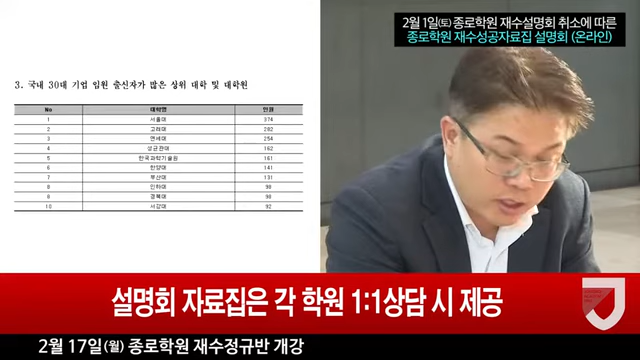 2월 1일(토) 종로학원 재수설명회 취소에 따른
종로학원 재수성공자료집 설명회 (온라인)
3. 국내 30대 기업 임원 출신자가 많은 상위 대학 및 대학원
No 대학명 인원
1 서울대 374
2 고려대 282
3 연세대 254
4 성균관대 162
5 한국과학기술원 161
6 한양대 141
7 부산대 131
8 인하대 98
8 경북대 98
10 서강대 92
설명회 자료집은 각 학원 1:1상담 시 제공
2월 17일(월) 종로학원 재수정규반 개강